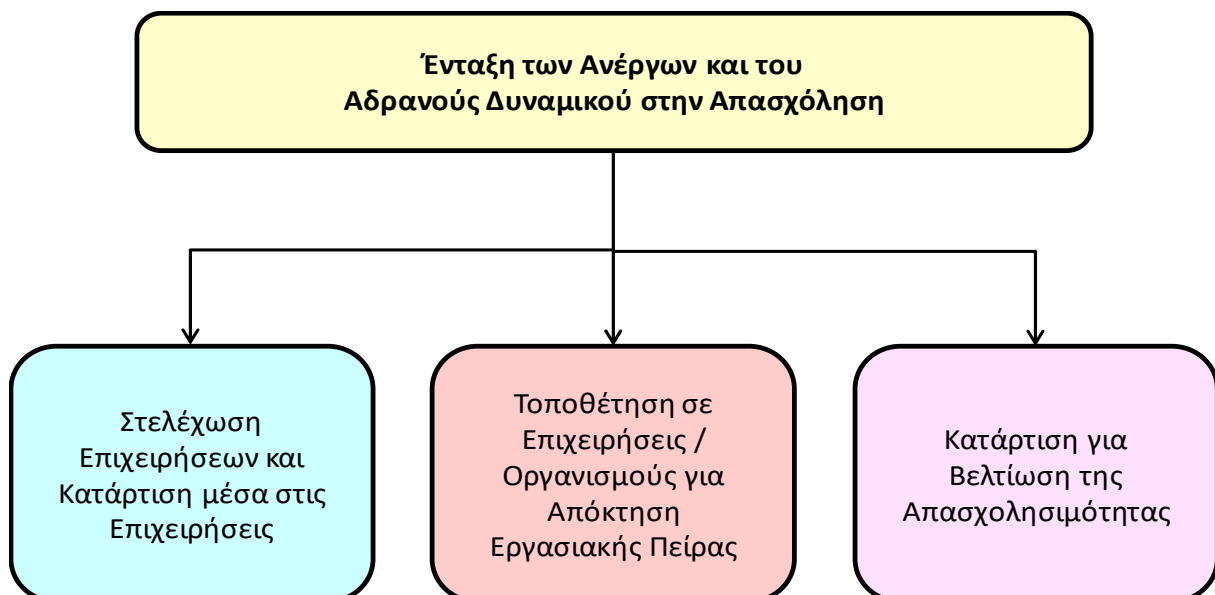 Ένταξη των Ανέργων και του
Αδρανούς Δυναμικού στην Απασχόληση
Στελέχωση
Επιχειρήσεων και
Κατάρτιση μέσα στις
Επιχειρήσεις
Τοποθέτηση σε
Επιχειρήσεις /
Οργανισμούς για
Απόκτηση
Εργασιακής Πείρας
Κατάρτιση για
Βελτίωση της
Απασχολησιμότητας